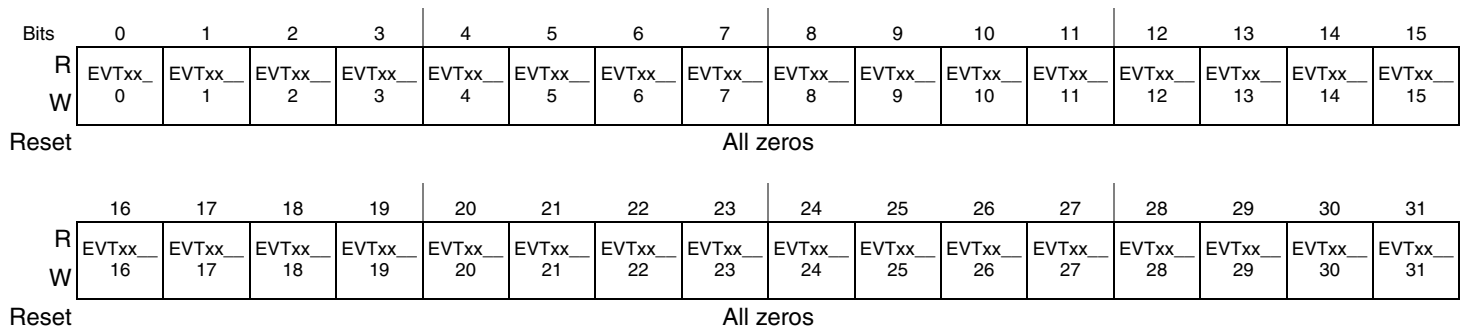 Bits 0 1 2 3 4 5 6 7 8 9 10 11 12 13 14 15
R
EVTxx_ EVTxx__ EVTxx__ EVTxx__ EVTxx__ EVTxx__ EVTxx__ EVTxx__ EVTxx__ EVTxx__ EVTxx__ EVTxx__ EVTxx__ EVTxx__ EVTxx__ EVTxx__
0 1 2 3 4 5 6 7 8 9 10 11 12 13 14 15
W
Reset All zeros
16 17 18 19 20 21 22 23 24 25 26 27 28 29 30 31
R
EVTxx__ EVTxx__ EVTxx__ EVTxx__ EVTxx__ EVTxx__ EVTxx__ EVTxx__ EVTxx__ EVTxx__ EVTxx__ EVTxx__ EVTxx__ EVTxx__ EVTxx__ EVTxx__
16 17 18 19 20 21 22 23 24 25 26 27 28 29 30 31
W
Reset All zeros